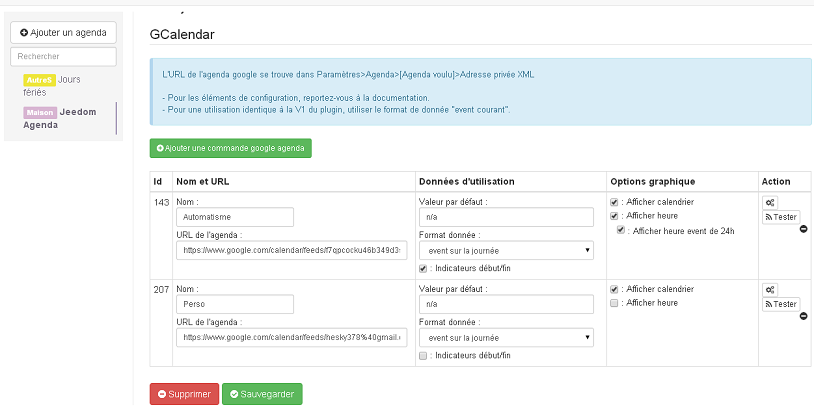 Ajouter un agenda
Rechercher
Autres Jours
fériés
Maison Jeedom
Agenda
GCalendar
L'URL de l'agenda google se trouve dans Paramètres>Agenda>[Agenda voulu]>Adresse privée XML
- Pour les éléments de configuration, reportez-vous á la documentation.
- Pour une utilisation identique á la V1 du plugin, utiliser le format de donnée "event courant".
Ajouter une commande google agenda
Id Nom et URL Données d'utilisation Options graphique Action
143 Nom : Valeur par défaut : : Afficher calendrier
Automatisme n/a : Afficher heure Tester
URL de l'agenda : Format donnée : : Afficher heure event de 24h
https://www.google.com/calendar/feeds/f7qpcocku46b349d3 event sur la journée
: Indicateurs début/fin
207 Nom : Valeur par défaut : : Afficher calendrier
Perso n/a : Afficher heure Tester
URL de l'agenda : Format donnée :
https://www.google.com/calendar/feeds/nesky378%40gmail. event sur la journée
: Indicateurs début/fin
Supprimer Sauvegarder